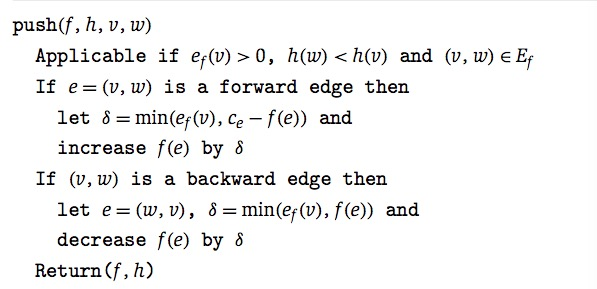 push(f, h, v, w)
Applicable if e_f(v) > 0, h(w) < h(v) and (v, w) ∈ E_f
If e = (v, w) is a forward edge then
let δ = min(e_f(v), c_e − f(e)) and
increase f(e) by δ
If (v, w) is a backward edge then
let e = (w, v), δ = min(e_f(v), f(e)) and
decrease f(e) by δ
Return(f, h)